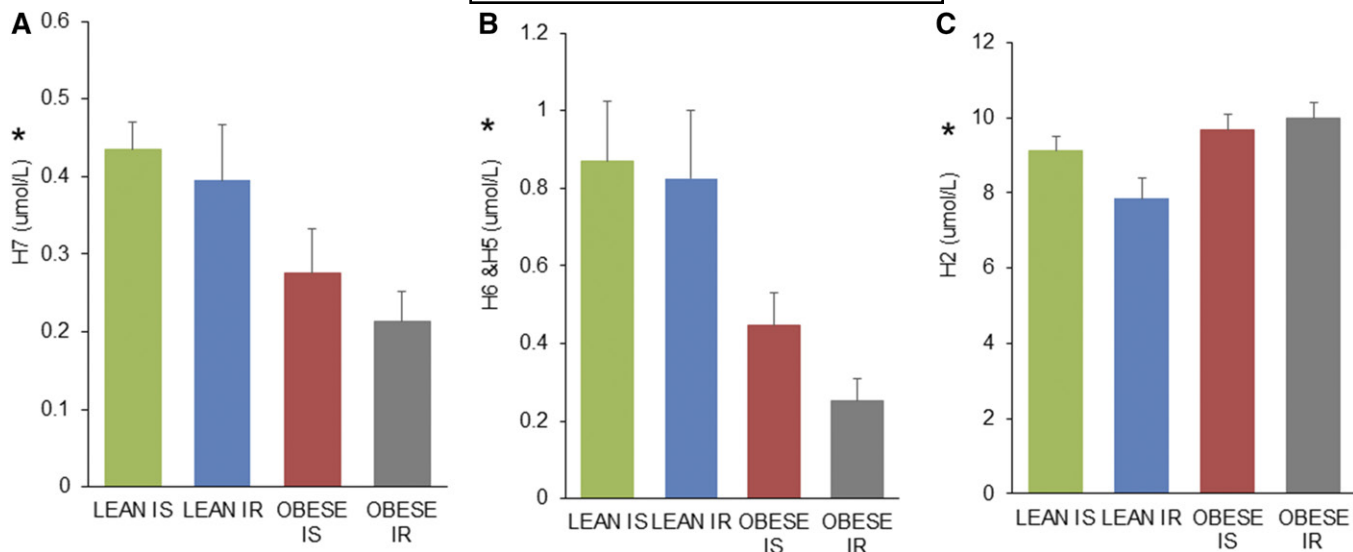 A
H7 (umol/L) *
0.6
0.5
0.4
0.3
0.2
0.1
0
LEAN IS LEAN IR OBESE IS OBESE IR
B
H6 &H5 (umol/L) *
1.2
1
0.8
0.6
0.4
0.2
0
LEAN IS LEAN IR OBESE IS OBESE IR
C
H2 (umol/L) *
12
10
8
6
4
2
0
LEAN IS LEAN IR OBESE IS OBESE IR